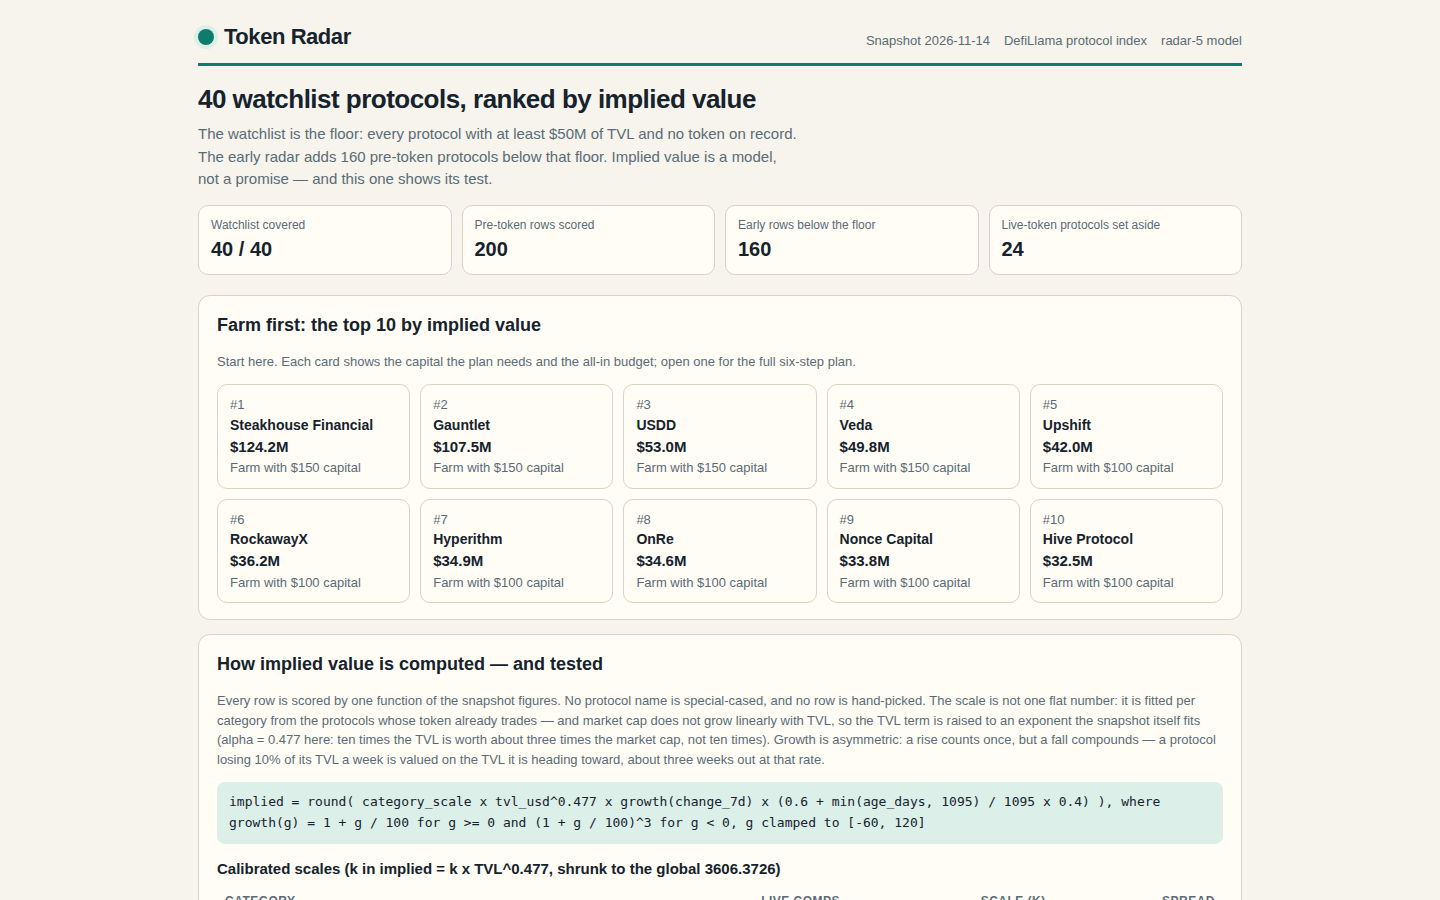 Token Radar
Snapshot 2026-11-14 DefiLlama protocol index radar-5 model
40 watchlist protocols, ranked by implied value
The watchlist is the floor: every protocol with at least $50M of TVL and no token on record.
The early radar adds 160 pre-token protocols below that floor. Implied value is a model,
not a promise — and this one shows its test.
Watchlist covered
40 / 40
Pre-token rows scored
200
Early rows below the floor
160
Live-token protocols set aside
24
Farm first: the top 10 by implied value
Start here. Each card shows the capital the plan needs and the all-in budget; open one for the full six-step plan.
#1
Steakhouse Financial
$124.2M
Farm with $150 capital
#2
Gauntlet
$107.5M
Farm with $150 capital
#3
USDD
$53.0M
Farm with $150 capital
#4
Veda
$49.8M
Farm with $150 capital
#5
Upshift
$42.0M
Farm with $100 capital
#6
RockawayX
$36.2M
Farm with $100 capital
#7
Hyperithm
$34.9M
Farm with $100 capital
#8
OnRe
$34.6M
Farm with $100 capital
#9
Nonce Capital
$33.8M
Farm with $100 capital
#10
Hive Protocol
$32.5M
Farm with $100 capital
How implied value is computed — and tested
Every row is scored by one function of the snapshot figures. No protocol name is special-cased, and no row is hand-picked. The scale is not one flat number: it is fitted per
category from the protocols whose token already trades — and market cap does not grow linearly with TVL, so the TVL term is raised to an exponent the snapshot itself fits
(alpha = 0.477 here: ten times the TVL is worth about three times the market cap, not ten times). Growth is asymmetric: a rise counts once, but a fall compounds — a protocol
losing 10% of its TVL a week is valued on the TVL it is heading toward, about three weeks out at that rate.
implied = round( category_scale x tvl_usd^0.477 x growth(change_7d) x (0.6 + min(age_days, 1095) / 1095 x 0.4) ), where
growth(g) = 1 + g / 100 for g >= 0 and (1 + g / 100)^3 for g < 0, g clamped to [-60, 120]
Calibrated scales (k in implied = k x TVL^0.477, shrunk to the global 3606.3726)
CATEGORY LIVE COMPS SCALE (K) SPREAD